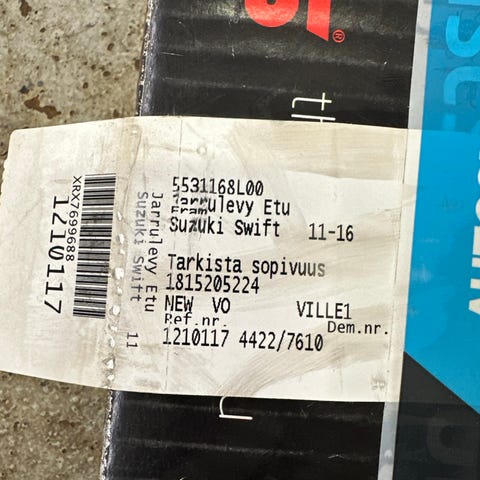 5531168L00
Jarrulevy Etu
Suzuki Swift 11-16
Tarkista sopivuus
1815205224
NEW VO VILLE1
Ref.nr. Dem.nr.
1210117 4422/7610
Jarrulevy Etu
Suzuki Swift 11
XRX7699688
1210117
th
®